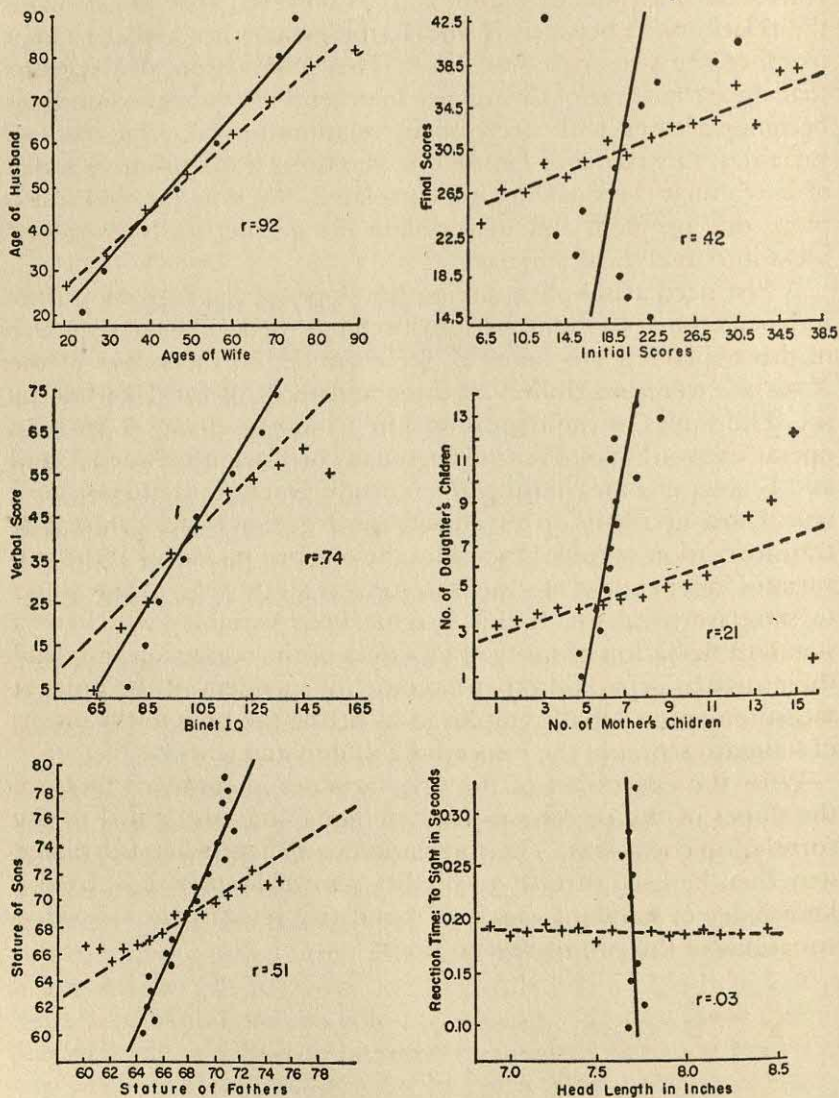 Age of Husband
90
80
70
60
50
40
30
20
r=.92
20 30 40 50 60 70 80 90
Ages of Wife
Final Scores
42.5
38.5
34.5
30.5
26.5
22.5
18.5
14.5
r=.42
6.5 10.5 14.5 18.5 22.5 26.5 30.5 34.5 38.5
Initial Scores
Verbal Score
75
65
55
45
35
25
15
5
r=.74
65 85 105 125 145 165
Binet IQ
No. of Daughter's Children
13
11
9
7
5
3
1
r=.21
1 3 5 7 9 11 13 15
No. of Mother's Chidren
Stature of Sons
80
78
76
74
72
70
68
66
64
62
60
r=.51
60 62 64 66 68 70 72 74 76 78
Stature of Fathers
Reaction Time: To Sight in Seconds
0.30
0.25
0.20
0.15
0.10
r=.03
7.0 7.5 8.0 8.5
Head Length in Inches